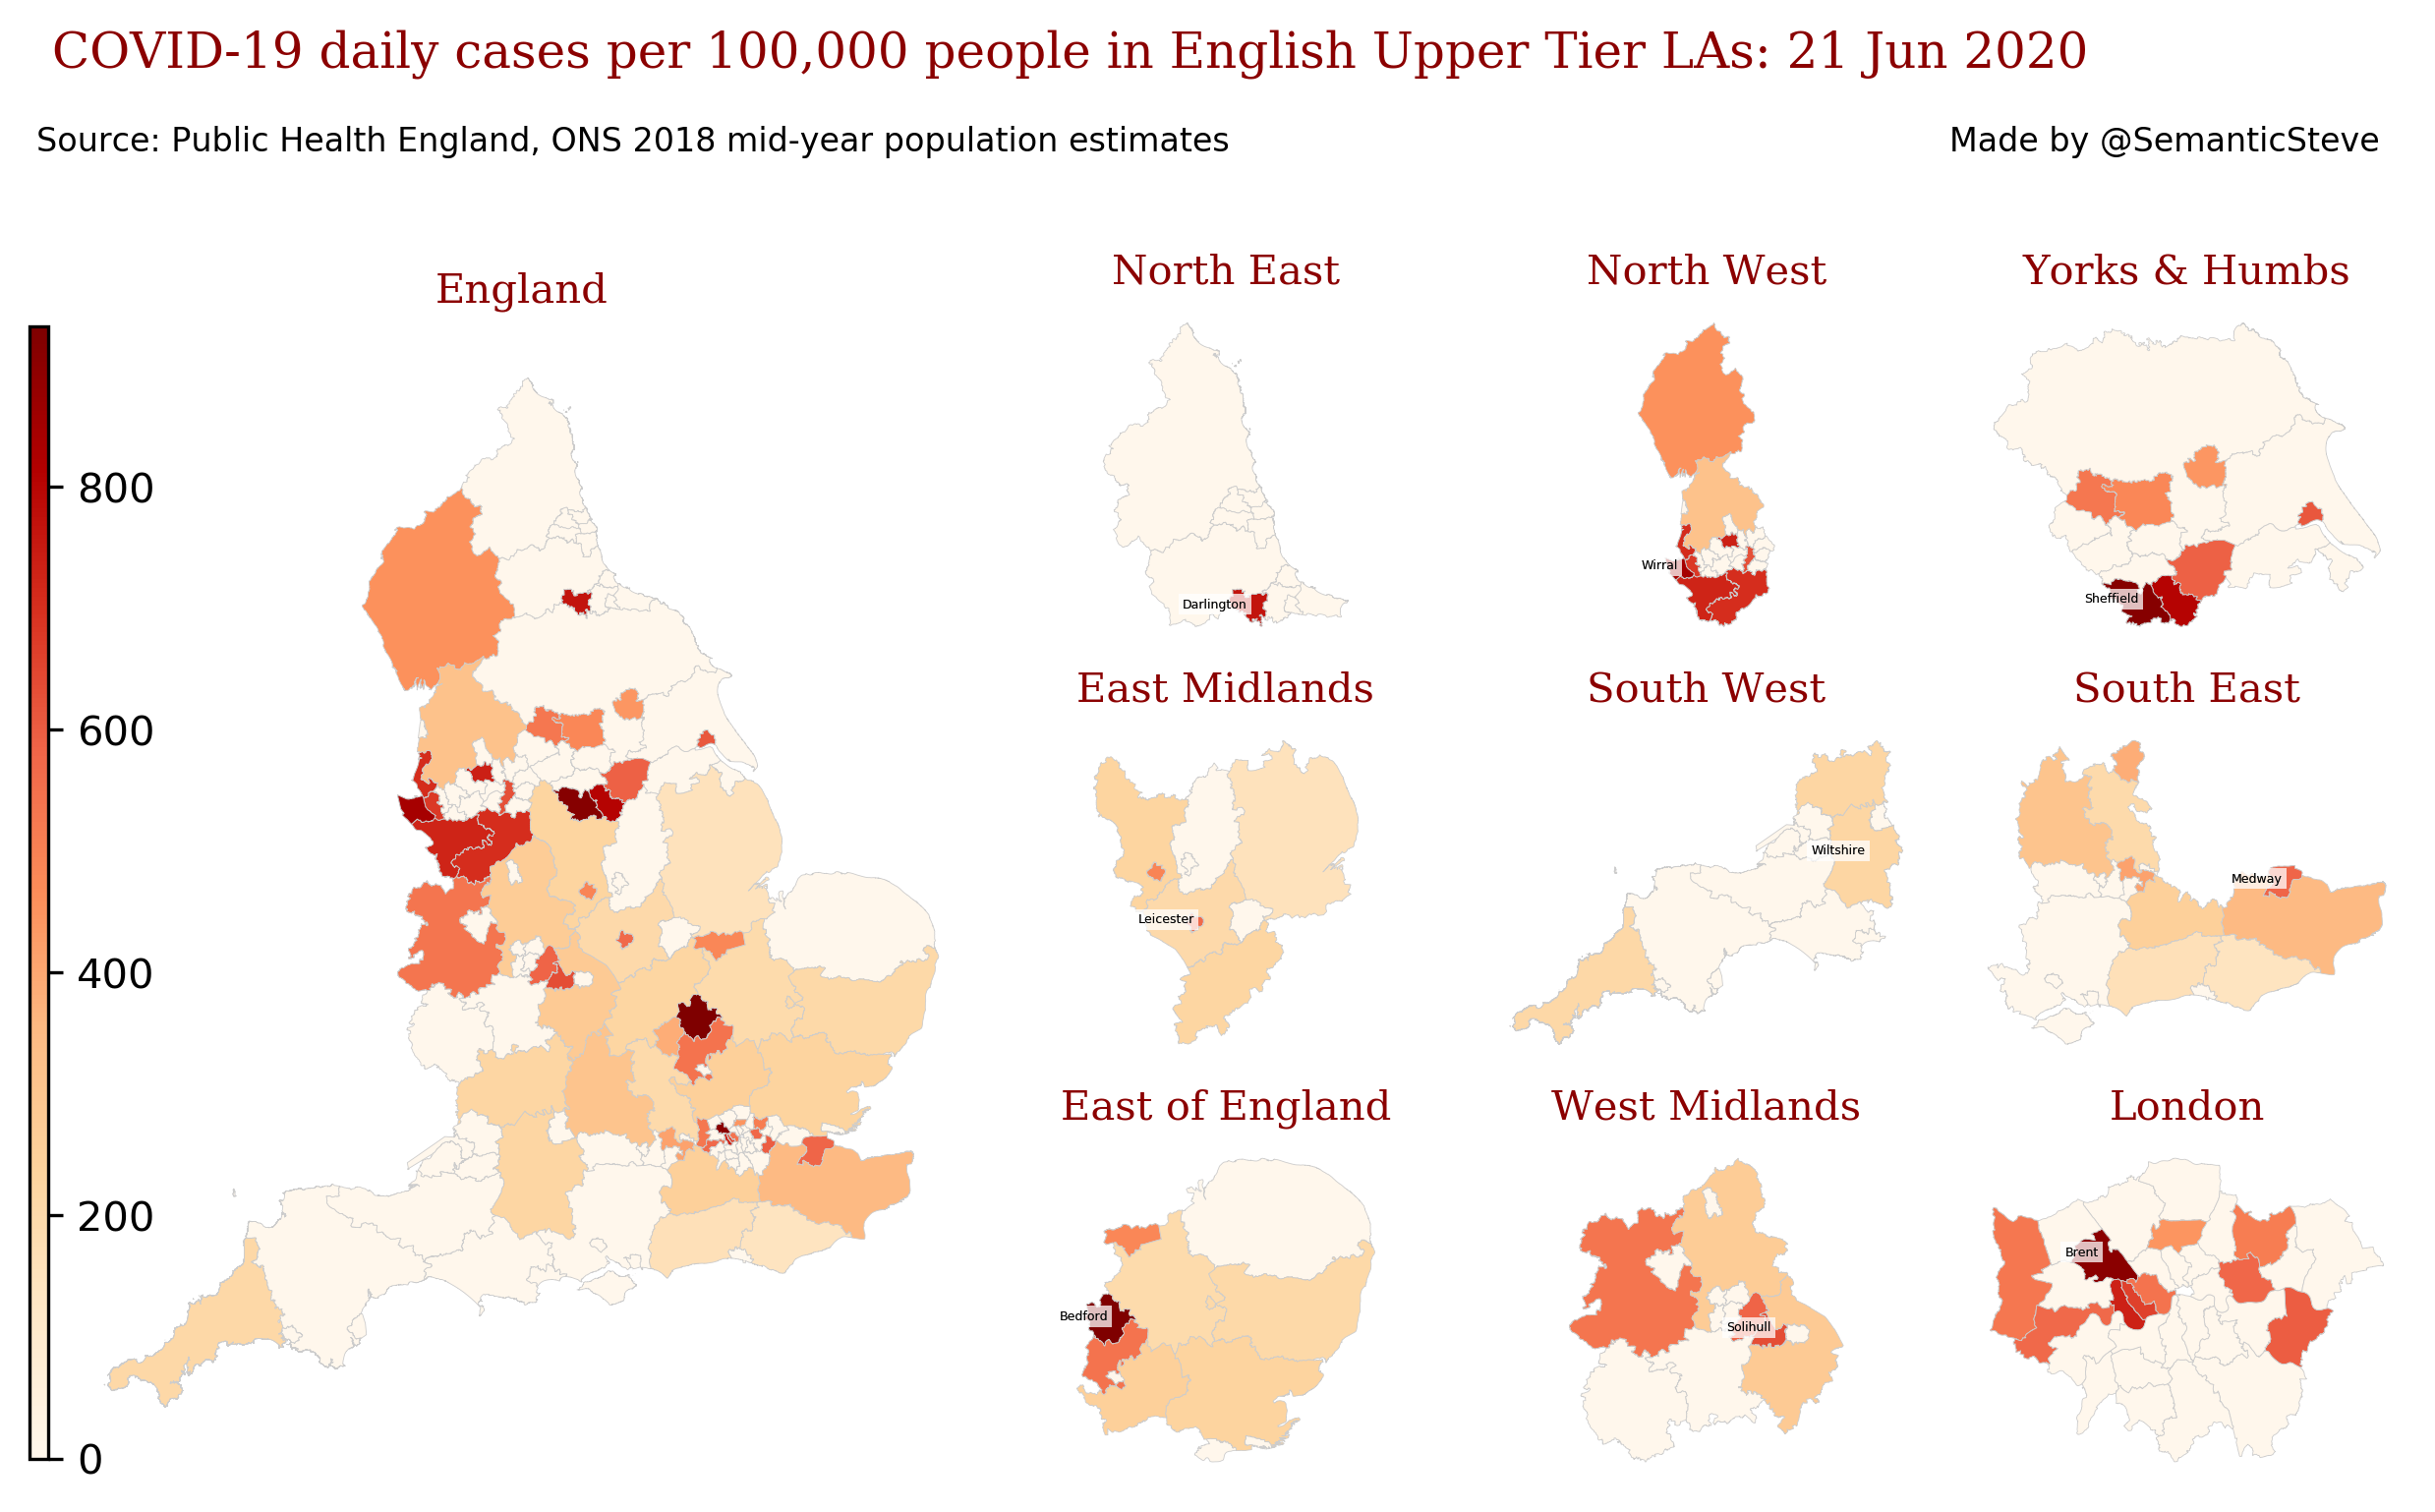 COVID-19 daily cases per 100,000 people in English Upper Tier LAs: 21 Jun 2020
Source: Public Health England, ONS 2018 mid-year population estimates
Made by @SemanticSteve
England
800
600
400
200
0
North East
Darlington
North West
Wirral
Yorks & Humbs
Sheffield
East Midlands
Leicester
South West
Wiltshire
South East
Medway
East of England
Bedford
West Midlands
Solihull
London
Brent